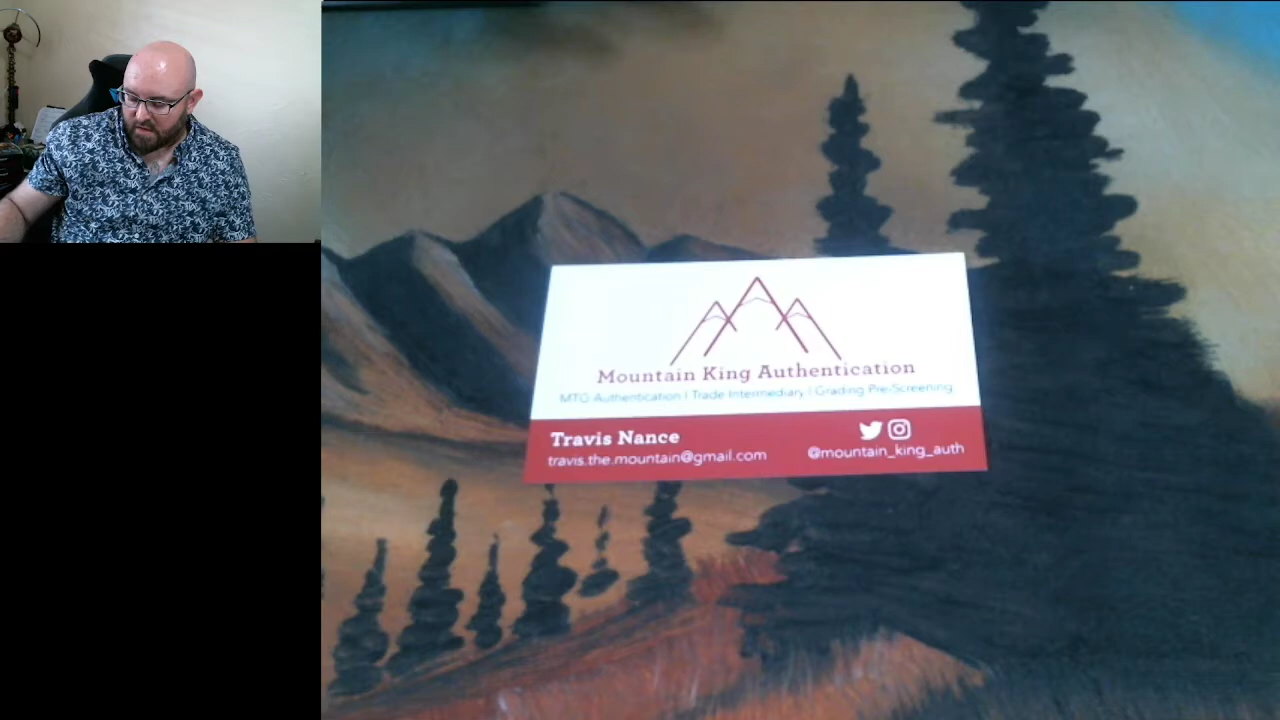 Mountain King Authentication
MTG Authentication | Trade Intermediary | Grading Pre-Screening
Travis Nance
travis.the.mountain@gmail.com
@mountain_king_auth